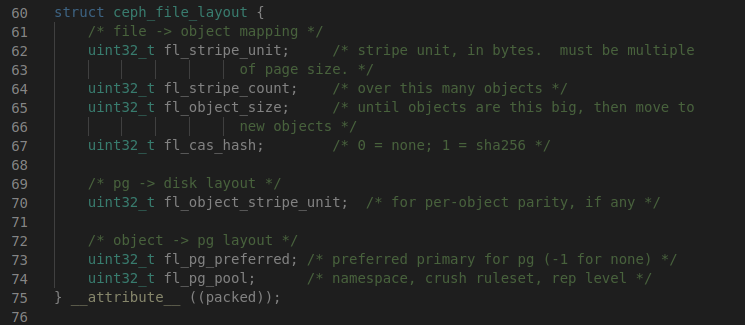 60 struct ceph_file_layout {
61     /* file -> object mapping */
62     uint32_t fl_stripe_unit;     /* stripe unit, in bytes.  must be multiple
63                       of page size. */
64     uint32_t fl_stripe_count;    /* over this many objects */
65     uint32_t fl_object_size;     /* until objects are this big, then move to
66                       new objects */
67     uint32_t fl_cas_hash;        /* 0 = none; 1 = sha256 */
68
69     /* pg -> disk layout */
70     uint32_t fl_object_stripe_unit;  /* for per-object parity, if any */
71
72     /* object -> pg layout */
73     uint32_t fl_pg_preferred; /* preferred primary for pg (-1 for none) */
74     uint32_t fl_pg_pool;      /* namespace, crush ruleset, rep level */
75 } __attribute__ ((packed));
76